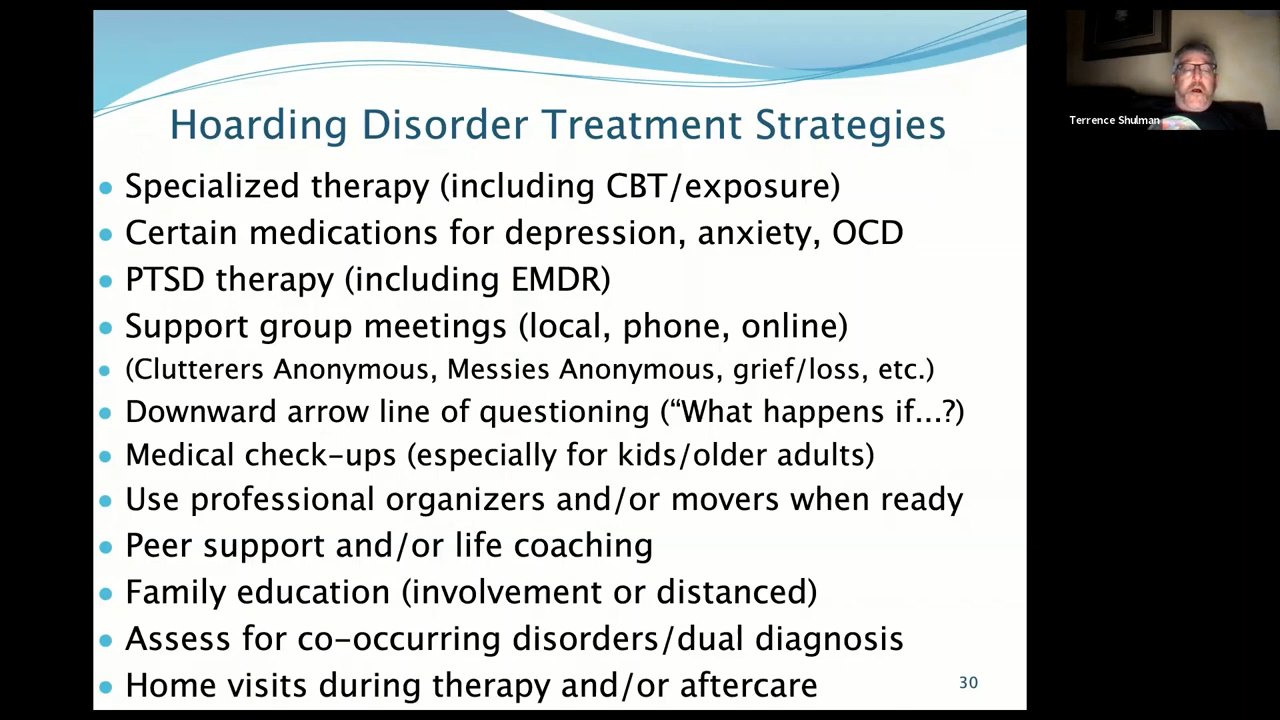 Hoarding Disorder Treatment Strategies
• Specialized therapy (including CBT/exposure)
• Certain medications for depression, anxiety, OCD
• PTSD therapy (including EMDR)
• Support group meetings (local, phone, online)
• (Clutterers Anonymous, Messies Anonymous, grief/loss, etc.)
• Downward arrow line of questioning (“What happens if...?)
• Medical check-ups (especially for kids/older adults)
• Use professional organizers and/or movers when ready
• Peer support and/or life coaching
• Family education (involvement or distanced)
• Assess for co-occurring disorders/dual diagnosis
• Home visits during therapy and/or aftercare
30
Terrence Shulman